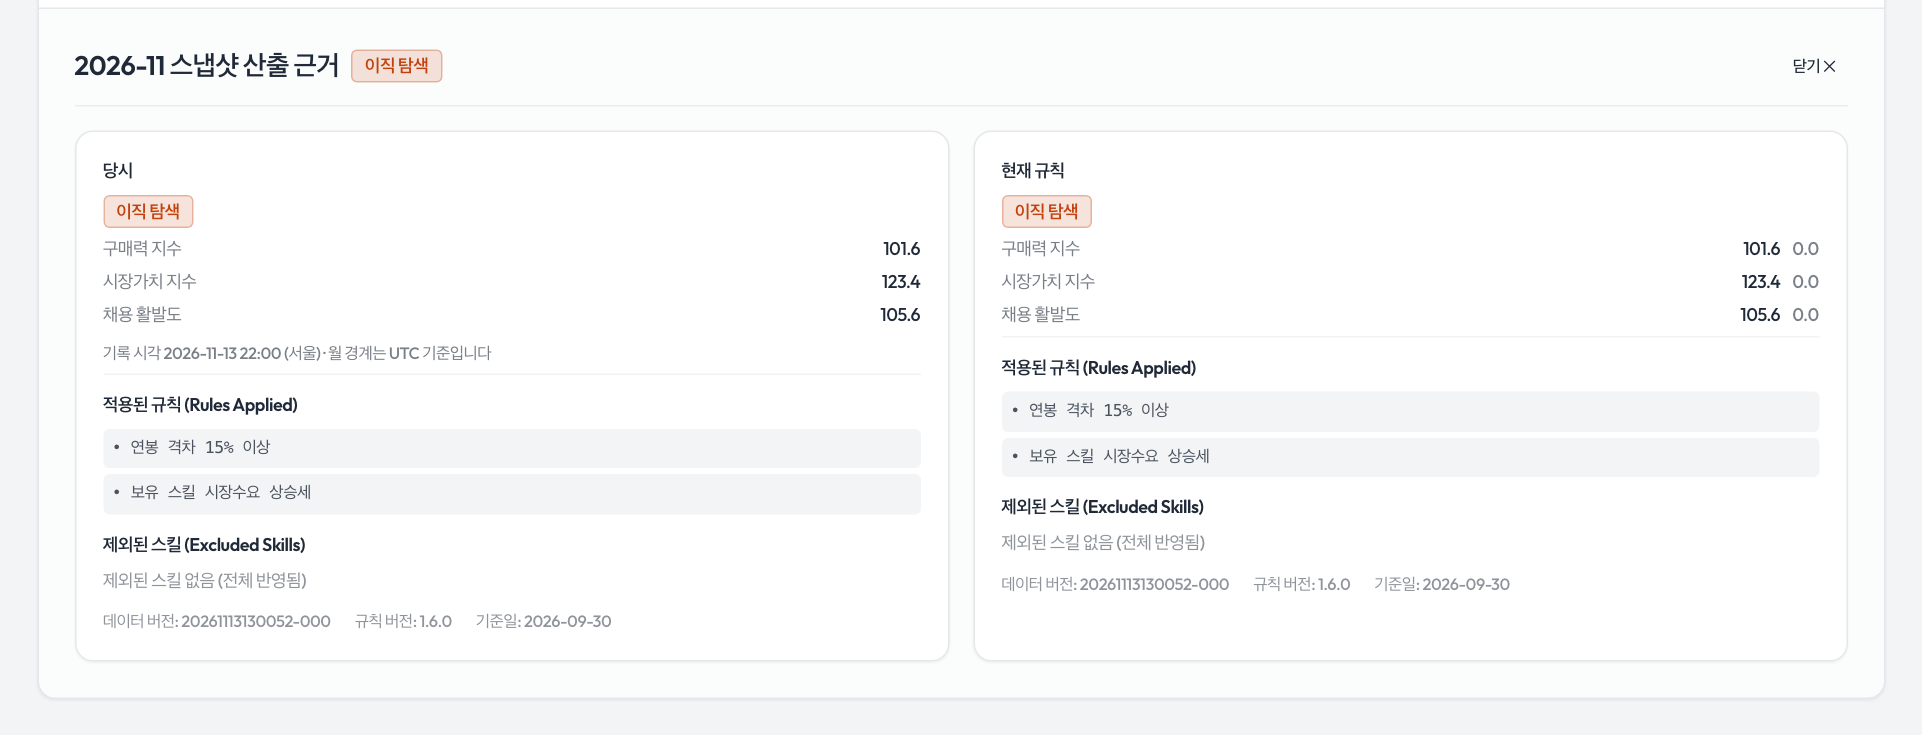 2026-11 스냅샷 산출 근거 이직 탐색 닫기 ×
당시
이직 탐색
구매력 지수 101.6
시장가치 지수 123.4
채용 활발도 105.6
기록 시각 2026-11-13 22:00 (서울) · 월 경계는 UTC 기준입니다
적용된 규칙 (Rules Applied)
• 연봉 격차 15% 이상
• 보유 스킬 시장수요 상승세
제외된 스킬 (Excluded Skills)
제외된 스킬 없음 (전체 반영됨)
데이터 버전: 20261113130052-000 규칙 버전: 1.6.0 기준일: 2026-09-30
현재 규칙
이직 탐색
구매력 지수 101.6 0.0
시장가치 지수 123.4 0.0
채용 활발도 105.6 0.0
적용된 규칙 (Rules Applied)
• 연봉 격차 15% 이상
• 보유 스킬 시장수요 상승세
제외된 스킬 (Excluded Skills)
제외된 스킬 없음 (전체 반영됨)
데이터 버전: 20261113130052-000 규칙 버전: 1.6.0 기준일: 2026-09-30